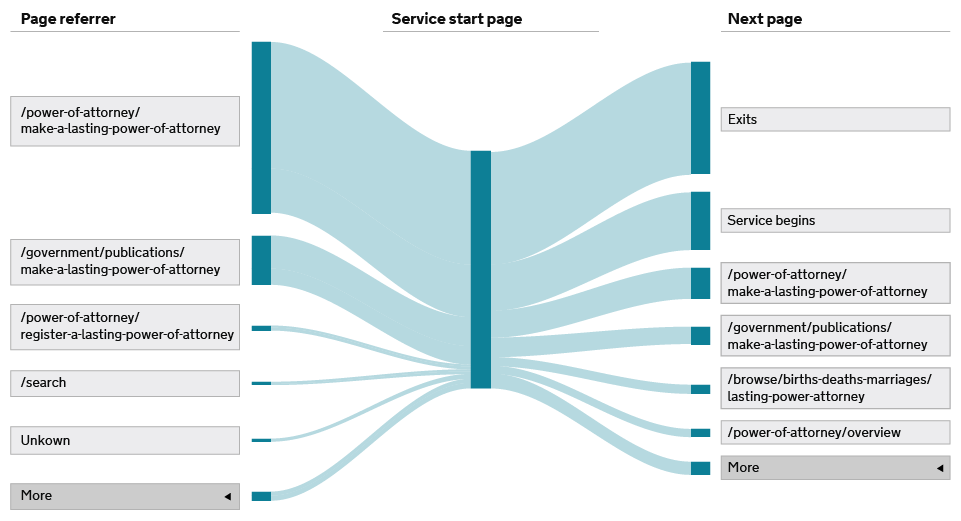 Page referrer
Service start page
Next page
/power-of-attorney/
make-a-lasting-power-of-attorney
/government/publications/
make-a-lasting-power-of-attorney
/power-of-attorney/
register-a-lasting-power-of-attorney
/search
Unkown
More
Exits
Service begins
/power-of-attorney/
make-a-lasting-power-of-attorney
/government/publications/
make-a-lasting-power-of-attorney
/browse/births-deaths-marriages/
lasting-power-attorney
/power-of-attorney/overview
More